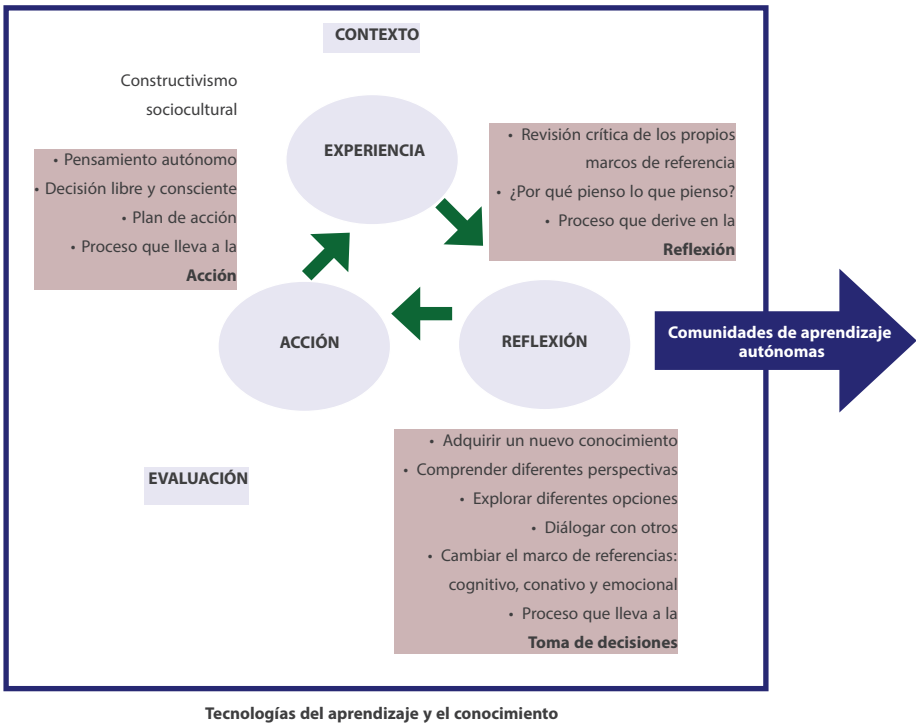 CONTEXTO
Constructivismo
sociocultural
EXPERIENCIA
• Pensamiento autónomo
• Decisión libre y consciente
• Plan de acción
• Proceso que lleva a la
Acción
• Revisión crítica de los propios
marcos de referencia
• ¿Por qué pienso lo que pienso?
• Proceso que derive en la
Reflexión
ACCIÓN
REFLEXIÓN
Comunidades de aprendizaje
autónomas
EVALUACIÓN
• Adquirir un nuevo conocimiento
• Comprender diferentes perspectivas
• Explorar diferentes opciones
• Diálogar con otros
• Cambiar el marco de referencias:
cognitivo, conativo y emocional
• Proceso que lleva a la
Toma de decisiones
Tecnologías del aprendizaje y el conocimiento